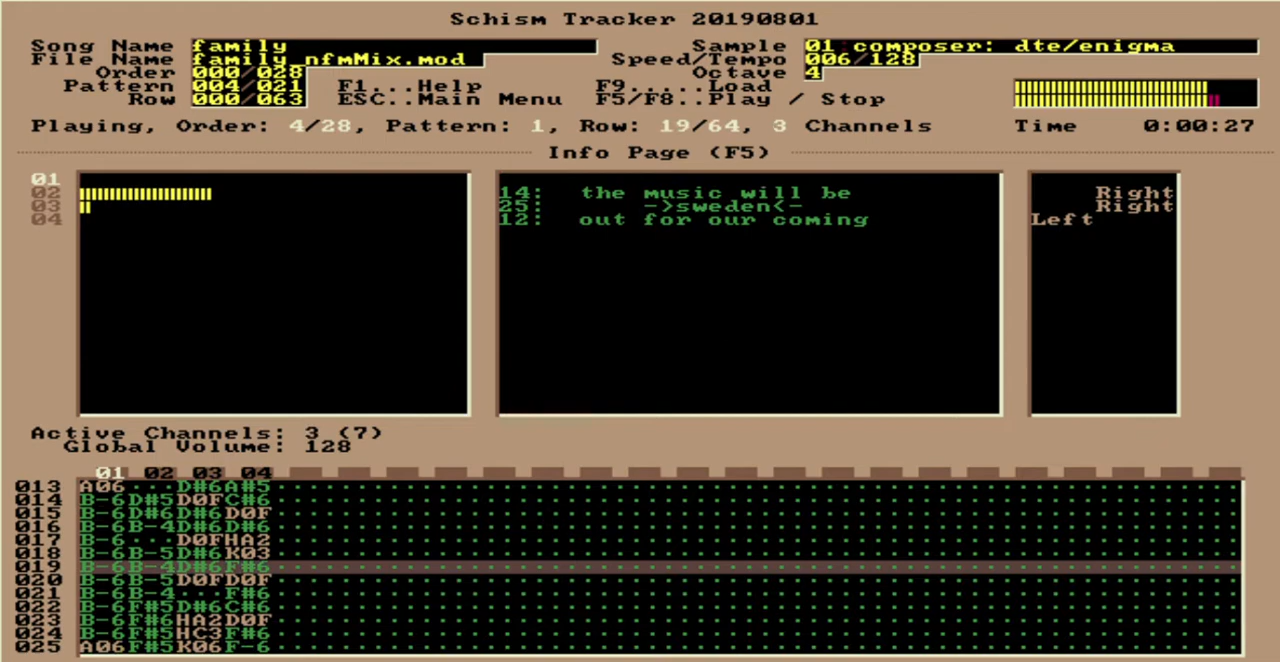 Schism Tracker 20190801
Song Name family Sample 01 composer: dte/enigma
File Name family_nfmMix.mod Speed/Tempo 006/128
Order 000/028 Octave 4
Pattern 004/021 F1...Help F9.....Load
Row 000/063 ESC..Main Menu F5/F8..Play / Stop
Playing, Order: 4/28, Pattern: 1, Row: 19/64, 3 Channels Time 0:00:27
Info Page (F5)
01
02 14: the music will be Right
03 25: ->sweden<- Right
04 12: out for our coming Left
Active Channels: 3 (7)
Global Volume: 128
01 02 03 04
013 A06...D#6A#5
014 B-6D#5D0FC#6
015 B-6D#6D#6D0F
016 B-6B-4D#6D#6
017 B-6...D0FHA2
018 B-6B-5D#6K03
019 B-6B-4D#6F#6
020 B-6B-5D0FD0F
021 B-6B-4...F#6
022 B-6F#5D#6C#6
023 B-6F#6HA2D0F
024 B-6F#5HC3F#6
025 A06F#5K06F-6